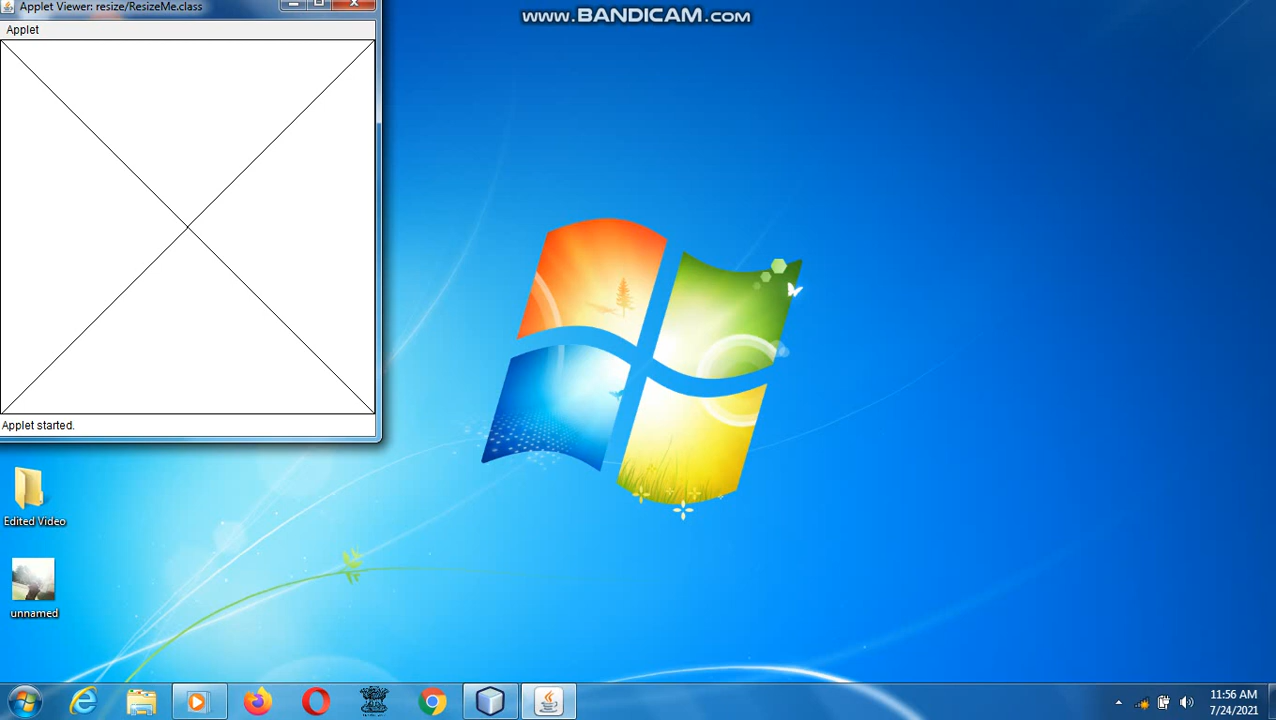 Applet Viewer: resize/ResizeMe.class
www.BANDICAM.com
Applet
Applet started.
Edited Video
unnamed
11:56 AM
7/24/2021